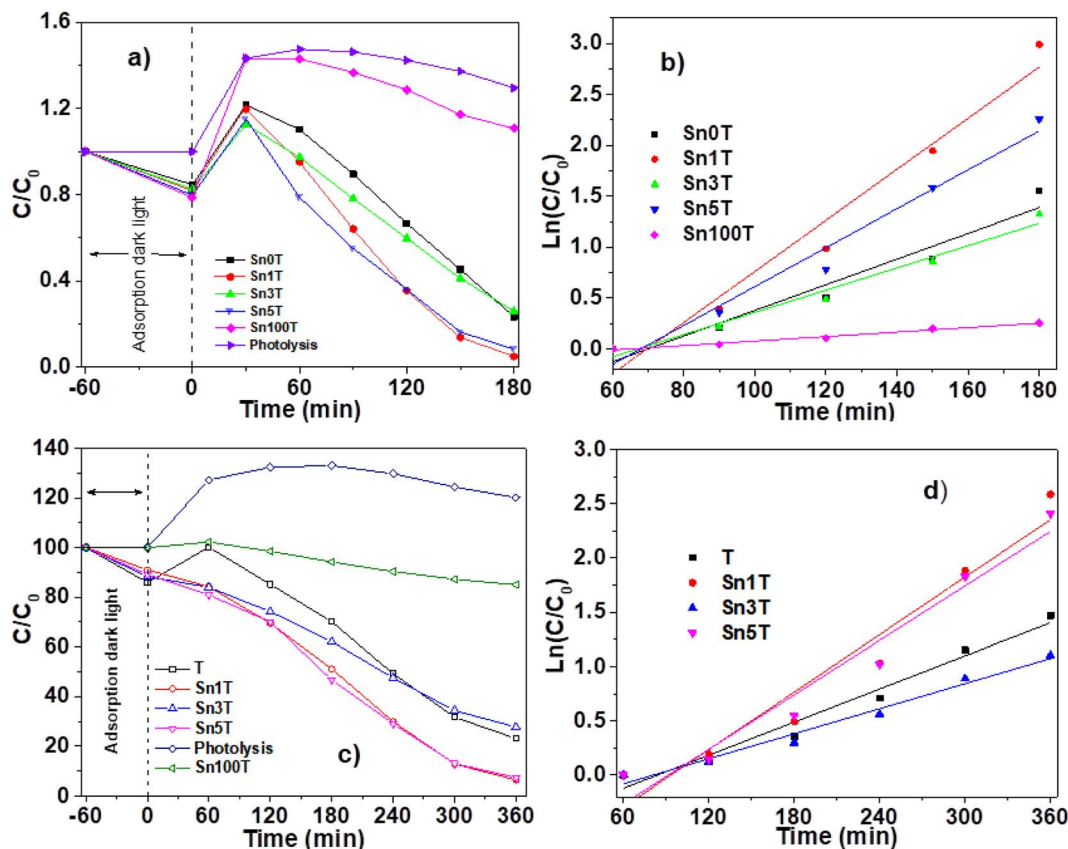 a)
C/C0
1.6
1.2
0.8
0.4
0.0
Adsorption dark light
Sn0T
Sn1T
Sn3T
Sn5T
Sn100T
Photolysis
-60 0 60 120 180
Time (min)
b)
Ln(C/C0)
3.0
2.5
2.0
1.5
1.0
0.5
0.0
Sn0T
Sn1T
Sn3T
Sn5T
Sn100T
60 80 100 120 140 160 180
Time (min)
c)
C/C0
140
120
100
80
60
40
20
0
Adsorption dark light
T
Sn1T
Sn3T
Sn5T
Photolysis
Sn100T
-60 0 60 120 180 240 300 360
Time (min)
d)
Ln(C/C0)
3.0
2.5
2.0
1.5
1.0
0.5
0.0
T
Sn1T
Sn3T
Sn5T
60 120 180 240 300 360
Time (min)